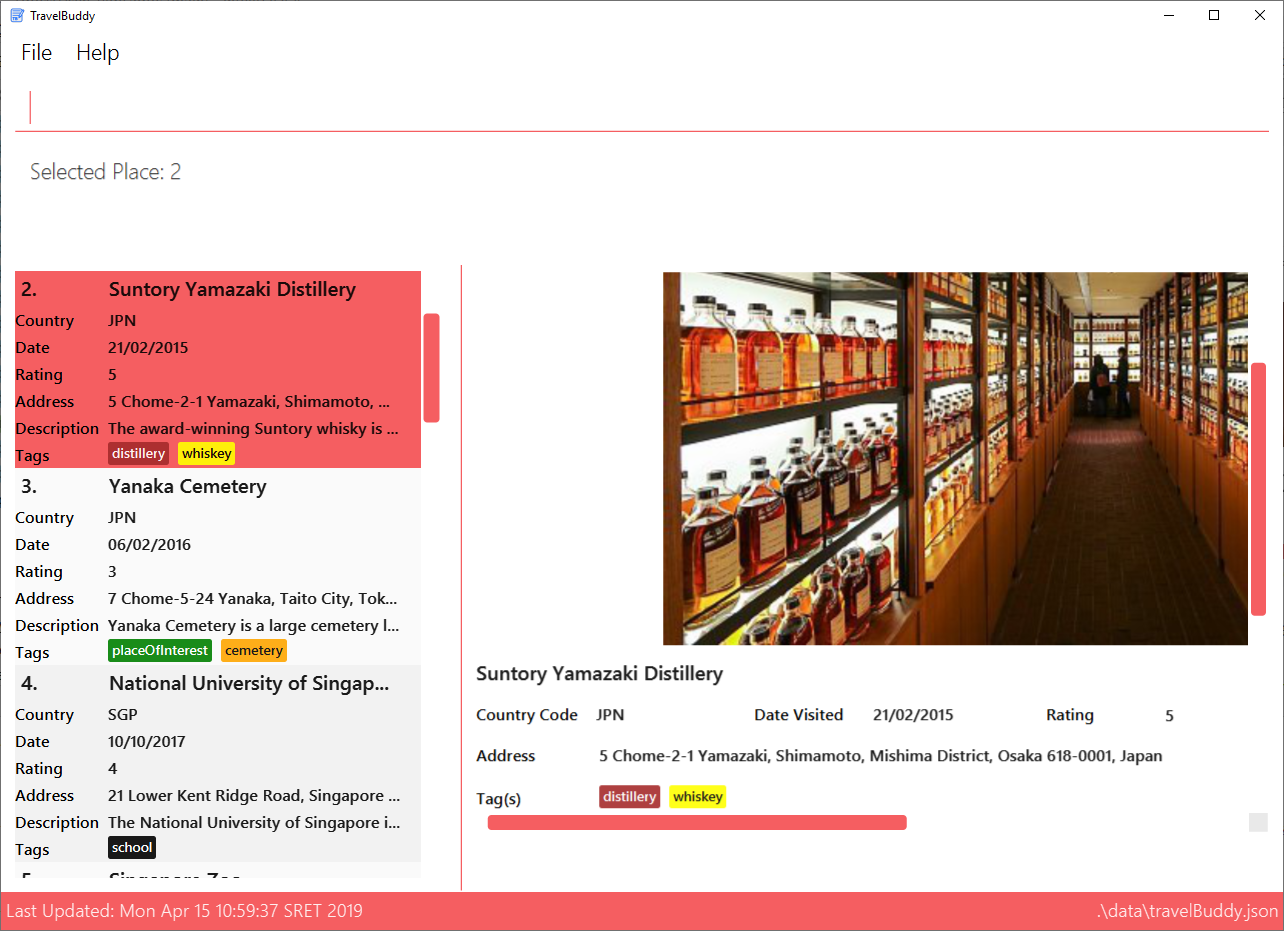 TravelBuddy
File Help
Selected Place: 2
2. Suntory Yamazaki Distillery
Country JPN
Date 21/02/2015
Rating 5
Address 5 Chome-2-1 Yamazaki, Shimamoto, ...
Description The award-winning Suntory whisky is ...
Tags distillery whiskey
3. Yanaka Cemetery
Country JPN
Date 06/02/2016
Rating 3
Address 7 Chome-5-24 Yanaka, Taito City, Tok...
Description Yanaka Cemetery is a large cemetery l...
Tags placeOfInterest cemetery
4. National University of Singap...
Country SGP
Date 10/10/2017
Rating 4
Address 21 Lower Kent Ridge Road, Singapore ...
Description The National University of Singapore i...
Tags school
5. Singapore Zoo
Suntory Yamazaki Distillery
Country Code JPN Date Visited 21/02/2015 Rating 5
Address 5 Chome-2-1 Yamazaki, Shimamoto, Mishima District, Osaka 618-0001, Japan
Tag(s) distillery whiskey
Last Updated: Mon Apr 15 10:59:37 SRET 2019
.\data\travelBuddy.json